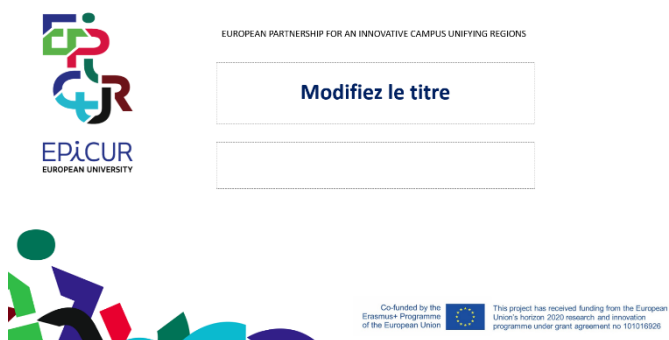 EUROPEAN PARTNERSHIP FOR AN INNOVATIVE CAMPUS UNIFYING REGIONS
Modifiez le titre
EPiCUR
EPiCUR
EUROPEAN UNIVERSITY
Co-funded by the
Erasmus+ Programme
of the European Union
This project has received funding from the European
Union's horizon 2020 research and innovation
programme under grant agreement no 101016926